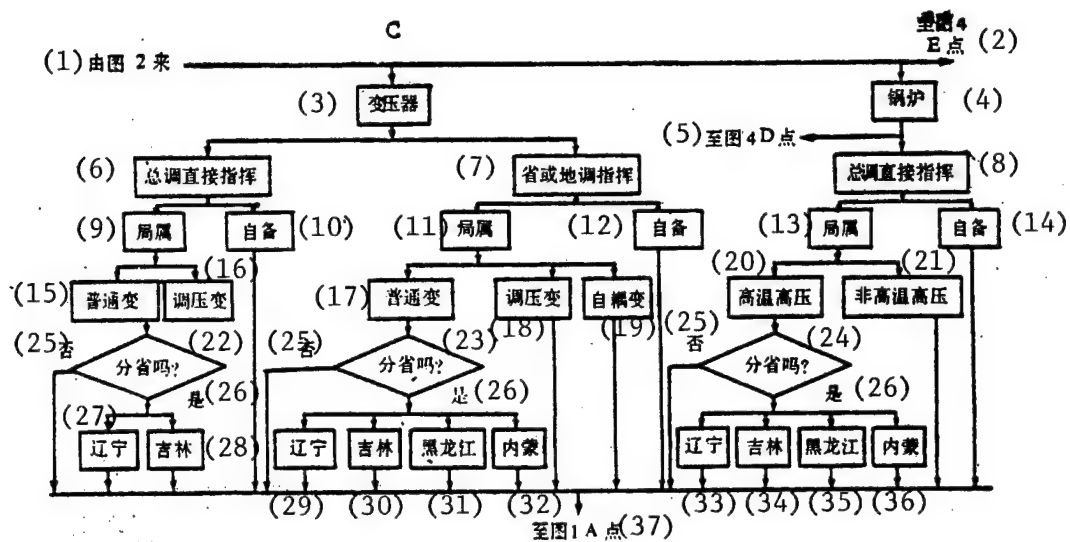 C
至图4
(1) 由图 2 来
E 点 (2)
(3) 变压器
锅炉 (4)
(5) 至图 4 D 点
(6) 总调直接指挥
(7) 省或地调指挥
总调直接指挥 (8)
(9) 局属
自备 (10)
(11) 局属
(12) 自备
(13) 局属
自备 (14)
(15) 普通变
(16) 调压变
(17) 普通变
调压变 (18)
自耦变 (19)
(20) 高温高压
(21) 非高温高压
(25) 否
分省吗? (22)
是 (26)
(25) 否
分省吗? (23)
是 (26)
(25) 否
分省吗? (24)
是 (26)
(27) 辽宁
吉林 (28)
辽宁
吉林
黑龙江
内蒙
辽宁
吉林
黑龙江
内蒙
(29) (30) (31) (32) (33) (34) (35) (36)
至图1 A 点 (37)